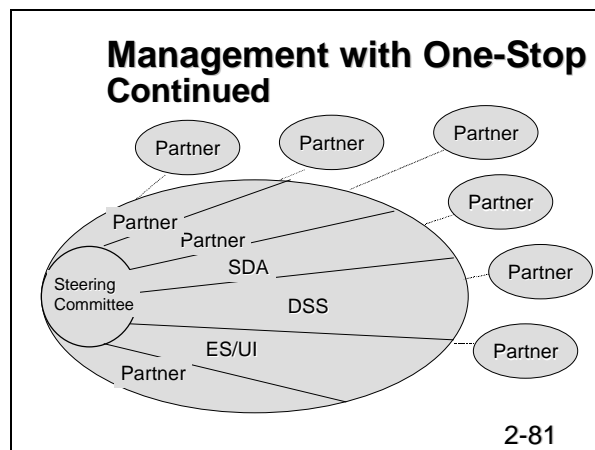 Management with One-Stop
Continued
Partner
Partner
Partner
Partner
Partner
Partner
Partner
Partner
SDA
Steering
Committee
DSS
ES/UI
Partner
2-81